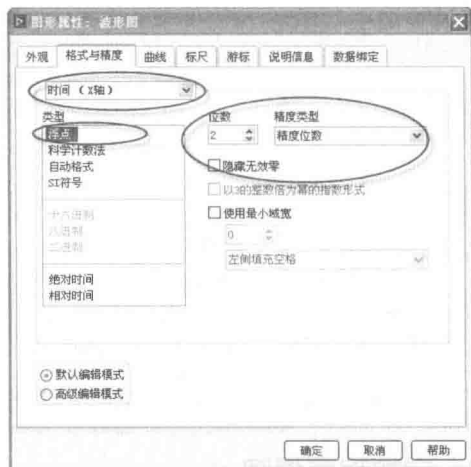 图形属性：波形图
外观 格式与精度 曲线 标尺 游标 说明信息 数据绑定
时间（X轴）
类型
浮点
科学计数法
自动格式
SI符号
十六进制
八进制
二进制
绝对时间
相对时间
位数
2
精度类型
精度位数
隐藏无效零
以3的整数倍为幂的指数形式
使用最小域宽
0
左侧填充空格
默认编辑模式
高级编辑模式
确定 取消 帮助